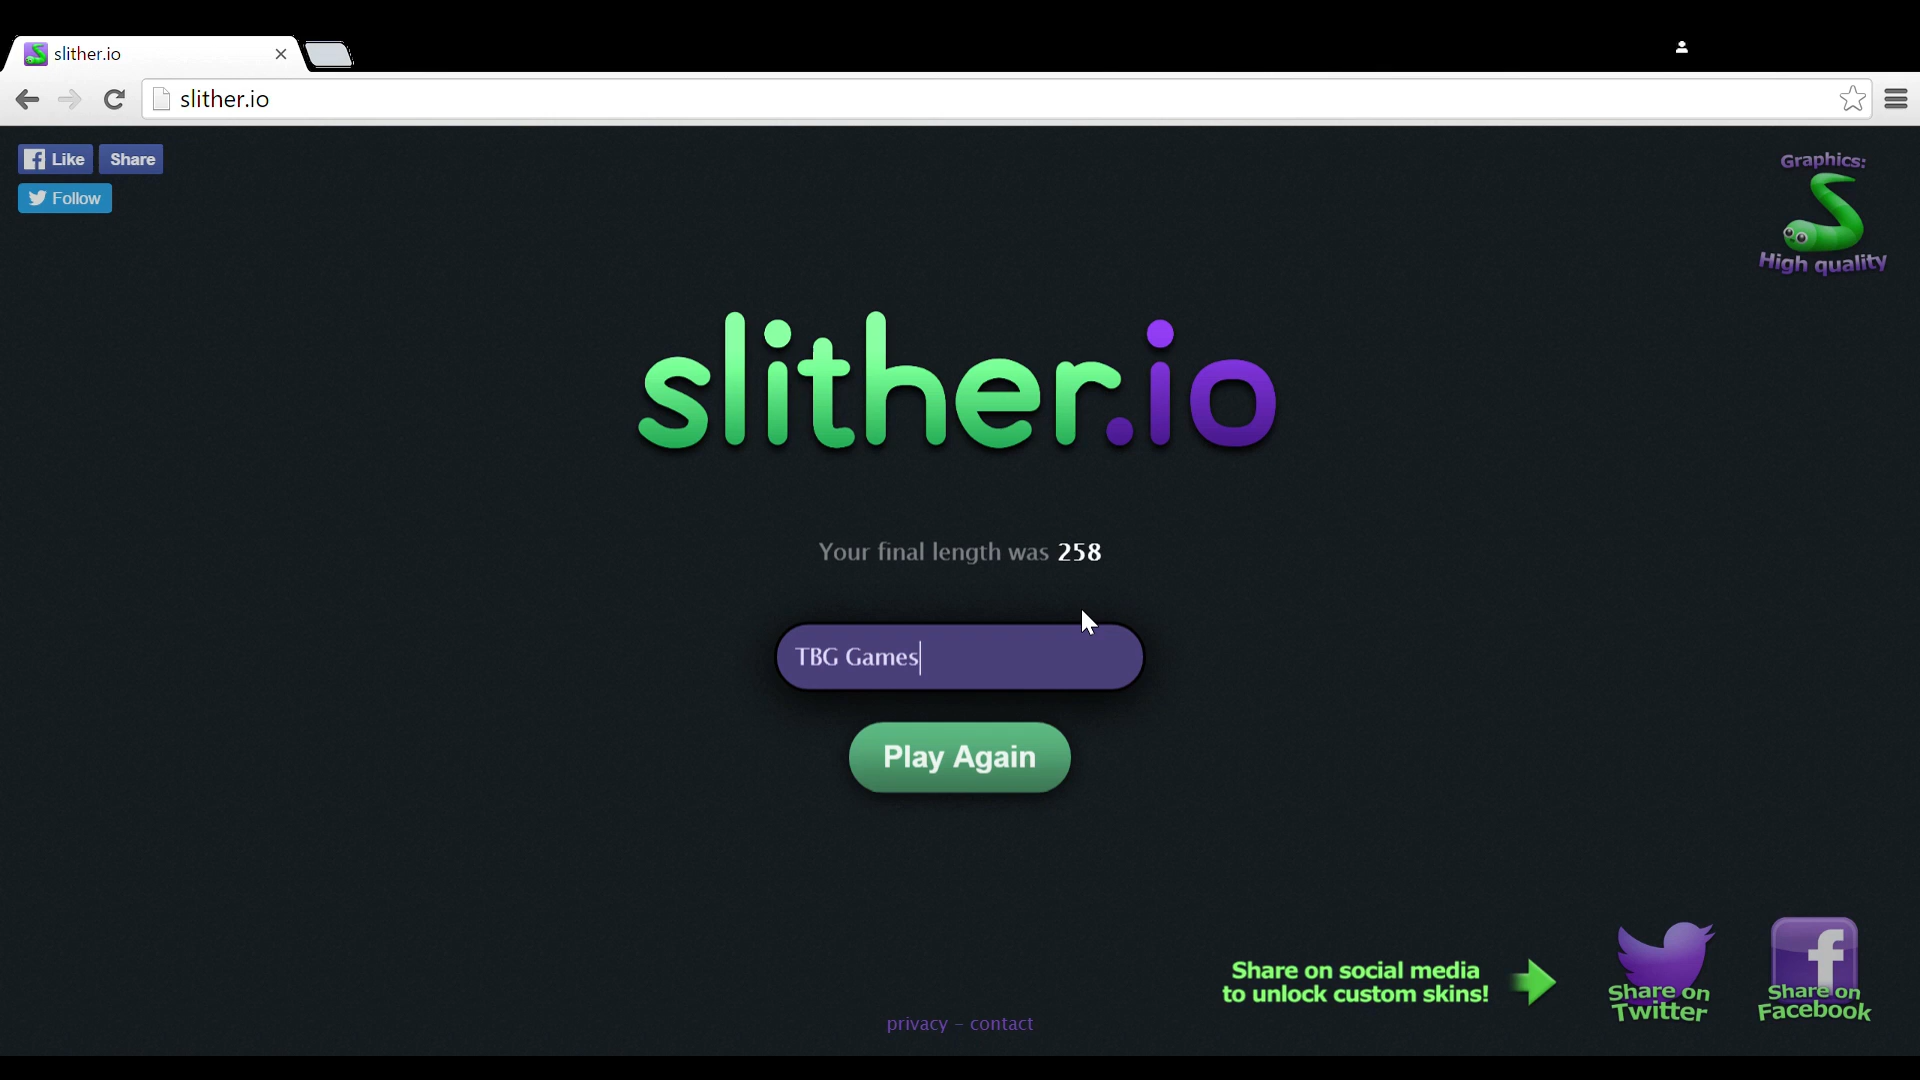 slither.io
slither.io
Like Share
Follow
Graphics:
High quality
slither.io
Your final length was 258
TBG Games
Play Again
Share on social media
to unlock custom skins!
Share on
Twitter
Share on
Facebook
privacy - contact